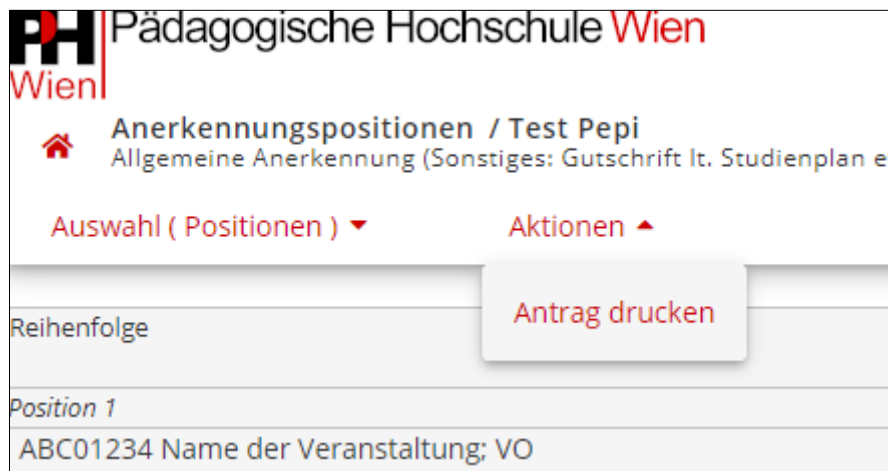 PH Pädagogische Hochschule Wien
Wien
Anerkennungspositionen / Test Pepi
Allgemeine Anerkennung (Sonstiges: Gutschrift lt. Studienplan e
Auswahl ( Positionen ) Aktionen
Antrag drucken
Reihenfolge
Position 1
ABC01234 Name der Veranstaltung; VO